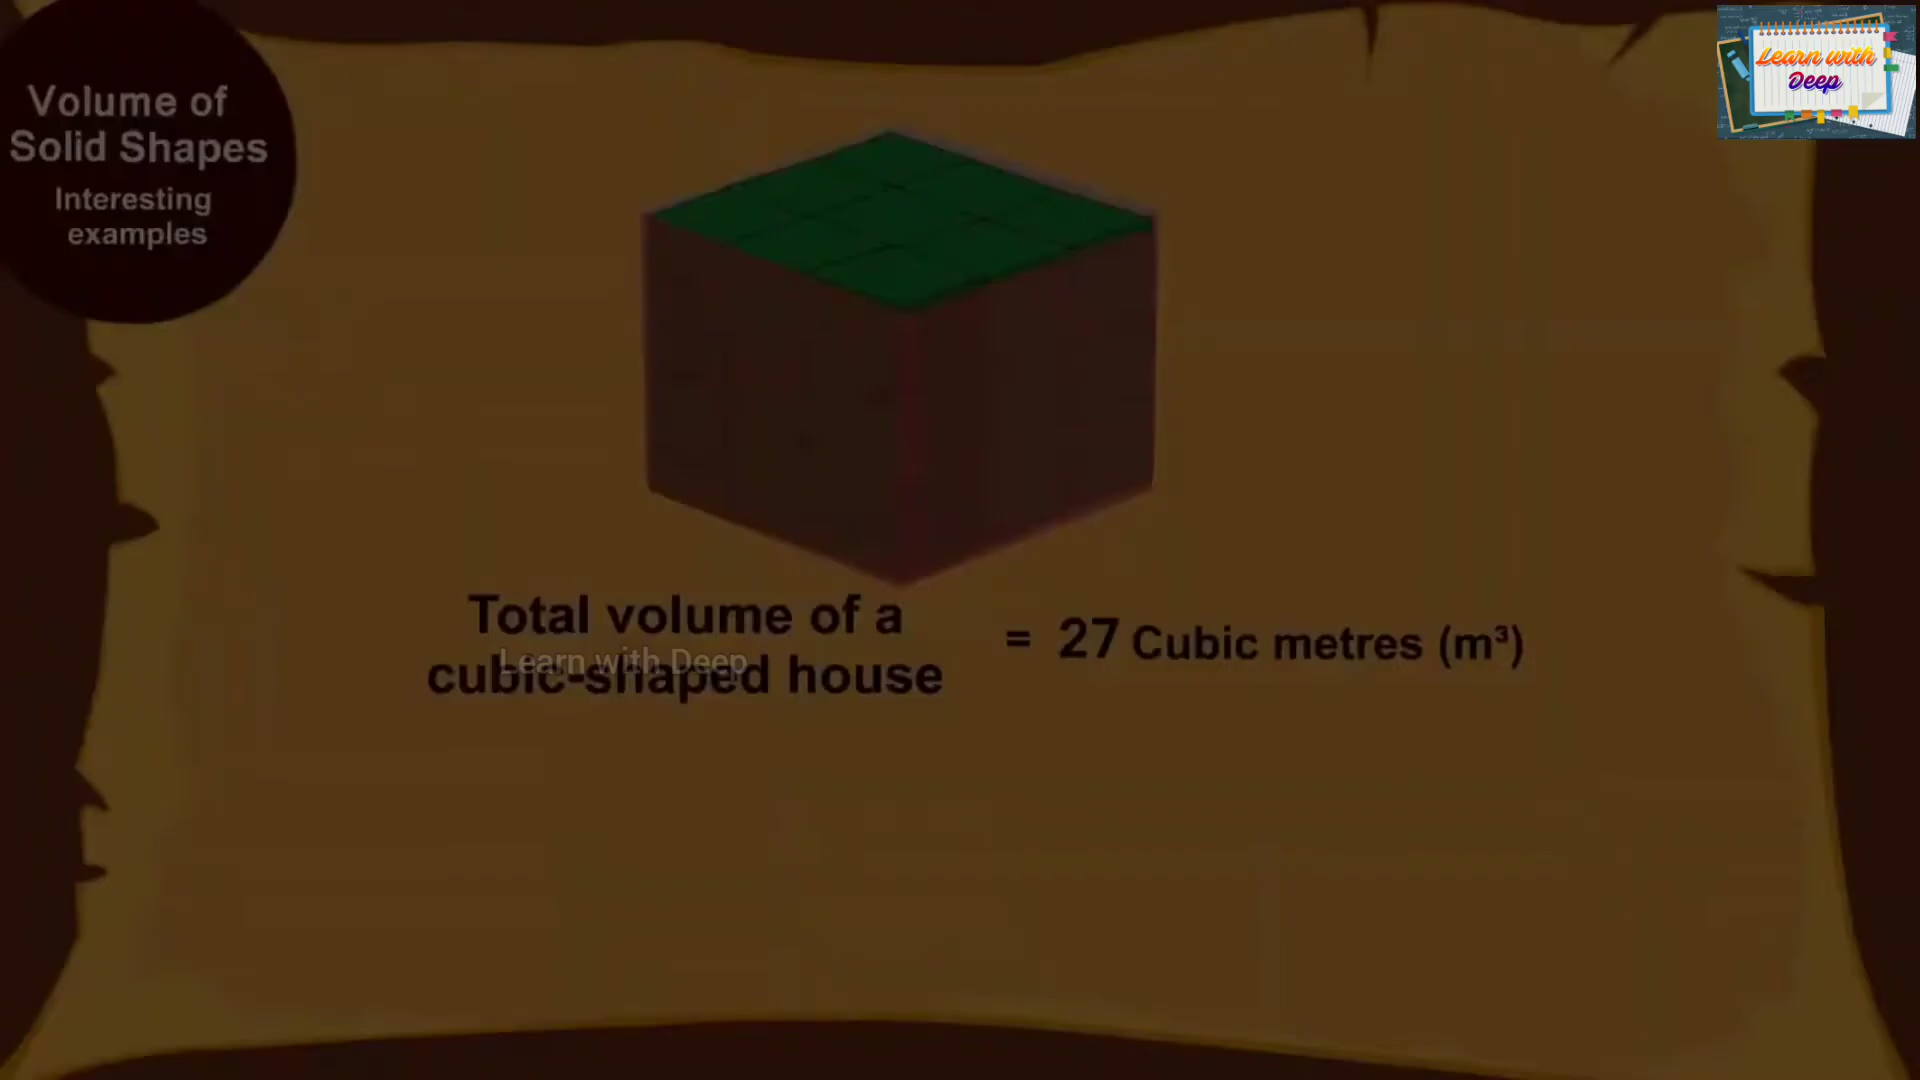 Volume of
Solid Shapes
Interesting
examples
Learn with
Deep
Total volume of a
cubic-shaped house
= 27 Cubic metres (m³)
Learn with Deep